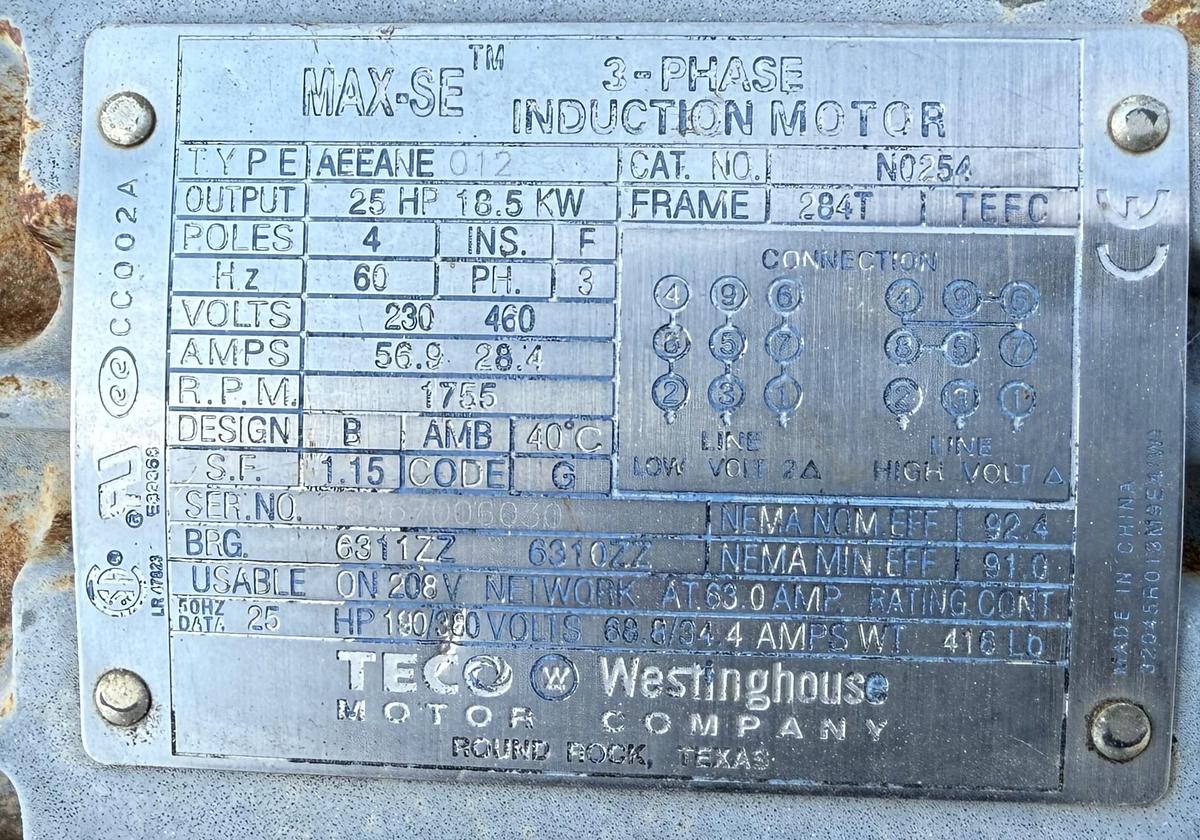 MAX-SE™ 3-PHASE
INDUCTION MOTOR
TYPE AEEANE 012 CAT. NO. N0254
OUTPUT 25 HP 18.5 KW FRAME 284T TEFC
POLES 4 INS. F
Hz 60 PH. 3
VOLTS 230 460
AMPS 56.9 28.4
R.P.M. 1755
DESIGN B AMB 40°C
S.F. 1.15 CODE G
CONNECTION
4 9 6 4 9 6
8 5 7 8 5 7
2 3 1 2 3 1
LINE LINE
LOW VOLT 2△ HIGH VOLT △
SER.NO. NEMA NOM.EFF 92.4
BRG. 6311ZZ 6310ZZ NEMA MIN.EFF 91.0
USABLE ON 208V NETWORK AT 63.0 AMP. RATING CONT
50HZ DATA 25 HP 190/380 VOLTS 68.8/34.4 AMPS WT. 416 Lb
TECO W Westinghouse
MOTOR COMPANY
ROUND ROCK, TEXAS
CC002A
ee
LR 47823
CE
MADE IN CHINA